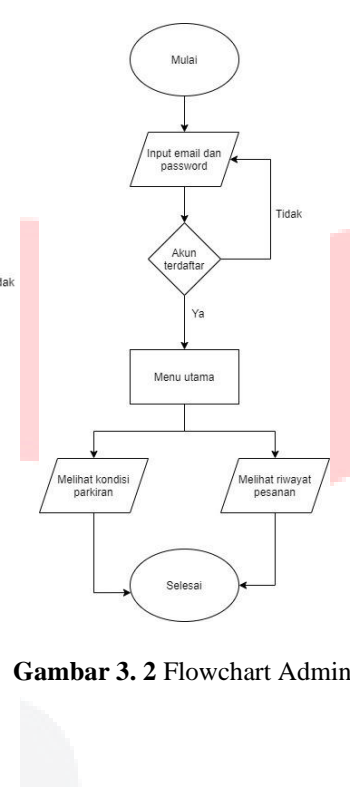 Mulai
Input email dan
password
Tidak
Akun
terdaftar
Ya
Menu utama
Melihat kondisi
parkiran
Melihat riwayat
pesanan
Selesai
Gambar 3. 2 Flowchart Admin